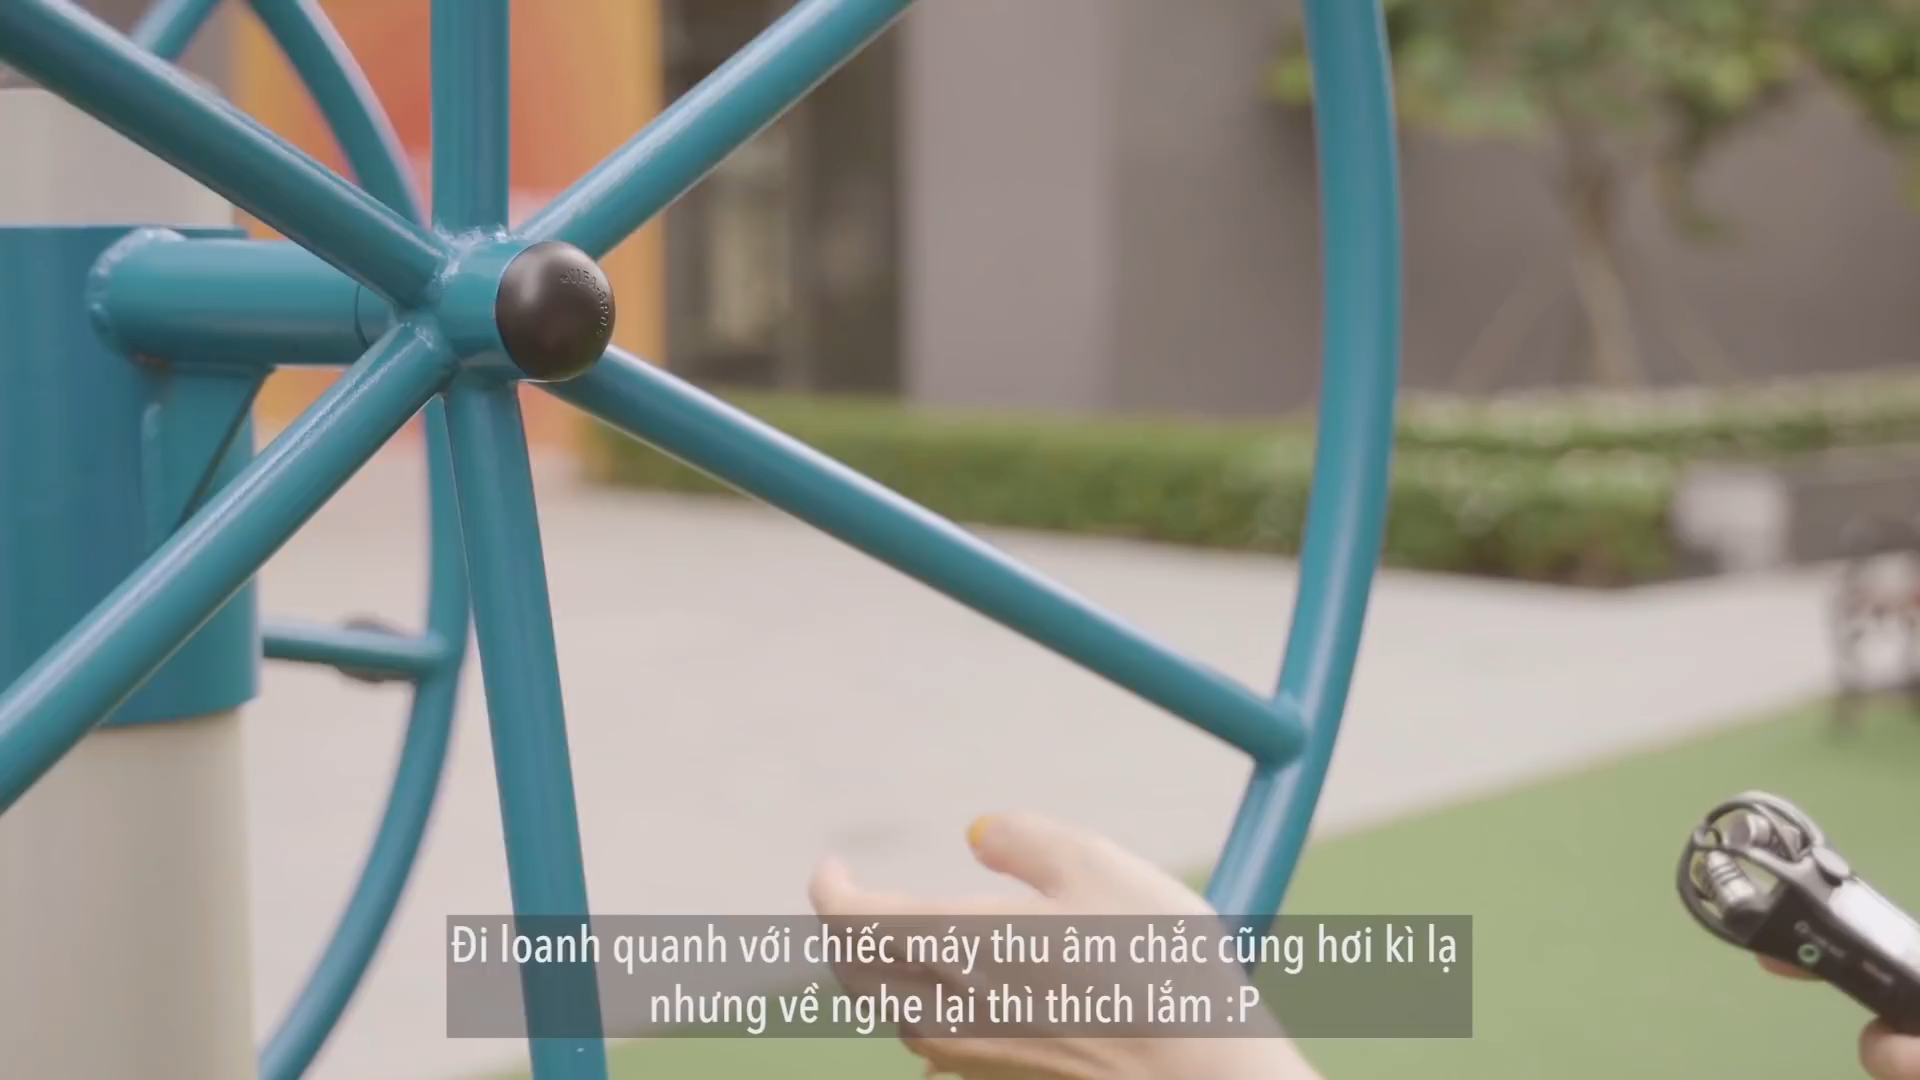 Đi loanh quanh với chiếc máy thu âm chắc cũng hơi kì lạ
nhưng về nghe lại thì thích lắm :P